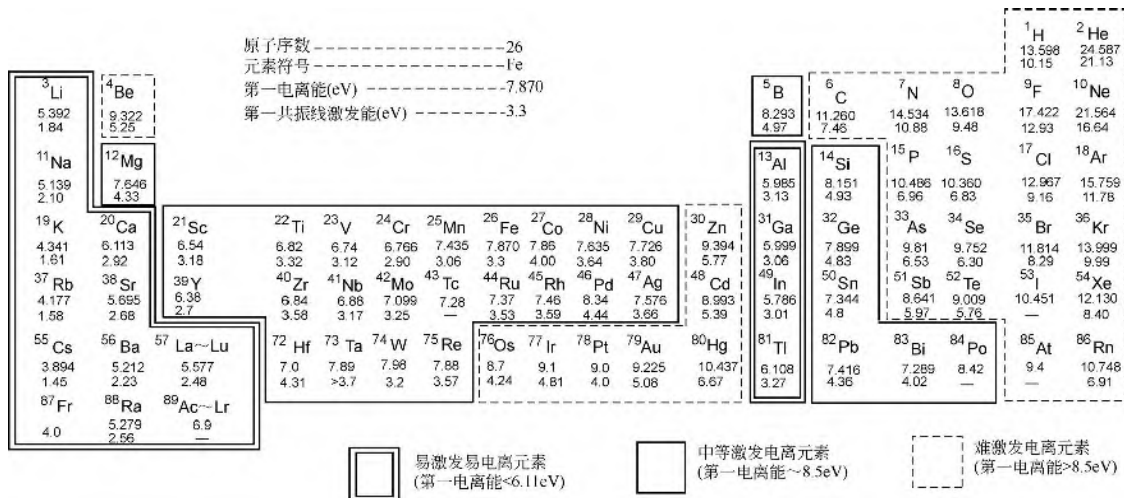 原子序数 26
元素符号 Fe
第一电离能(eV) 7.870
第一共振线激发能(eV) 3.3
1H 2He
13.598 24.587
10.15 21.13
3Li 4Be 5B 6C 7N 8O 9F 10Ne
5.392 9.322 8.293 11.260 14.534 13.618 17.422 21.564
1.84 5.25 4.97 7.46 10.88 9.48 12.93 16.64
11Na 12Mg 13Al 14Si 15P 16S 17Cl 18Ar
5.139 7.646 5.985 8.151 10.486 10.360 12.967 15.759
2.10 4.33 3.13 4.93 6.96 6.83 9.16 11.78
19K 20Ca 21Sc 22Ti 23V 24Cr 25Mn 26Fe 27Co 28Ni 29Cu 30Zn 31Ga 32Ge 33As 34Se 35Br 36Kr
4.341 6.113 6.54 6.82 6.74 6.766 7.435 7.870 7.86 7.635 7.726 9.394 5.999 7.899 9.81 9.752 11.814 13.999
1.61 2.92 3.18 3.32 3.12 2.90 3.06 3.3 4.00 3.64 3.80 5.77 3.06 4.83 6.53 6.30 8.29 9.99
37Rb 38Sr 39Y 40Zr 41Nb 42Mo 43Tc 44Ru 45Rh 46Pd 47Ag 48Cd 49In 50Sn 51Sb 52Te 53I 54Xe
4.177 5.695 6.38 6.84 6.88 7.099 7.28 7.37 7.46 8.34 7.576 8.993 5.786 7.344 8.641 9.009 10.451 12.130
1.58 2.68 2.7 3.58 3.17 3.25 — 3.53 3.59 4.44 3.66 5.39 3.01 4.8 5.97 5.76 — 8.40
55Cs 56Ba 57La~Lu 72Hf 73Ta 74W 75Re 76Os 77Ir 78Pt 79Au 80Hg 81Tl 82Pb 83Bi 84Po 85At 86Rn
3.894 5.212 5.577 7.0 7.89 7.98 7.88 8.7 9.1 9.0 9.225 10.437 6.108 7.416 7.289 8.42 9.4 10.748
1.45 2.23 2.48 4.31 >3.7 3.2 3.57 4.24 4.81 4.0 5.08 6.67 3.27 4.36 4.02 — — 6.91
87Fr 88Ra 89Ac~Lr
4.0 5.279 6.9
2.56 —
易激发易电离元素
(第一电离能<6.11eV)
中等激发电离元素
(第一电离能~8.5eV)
难激发电离元素
(第一电离能>8.5eV)